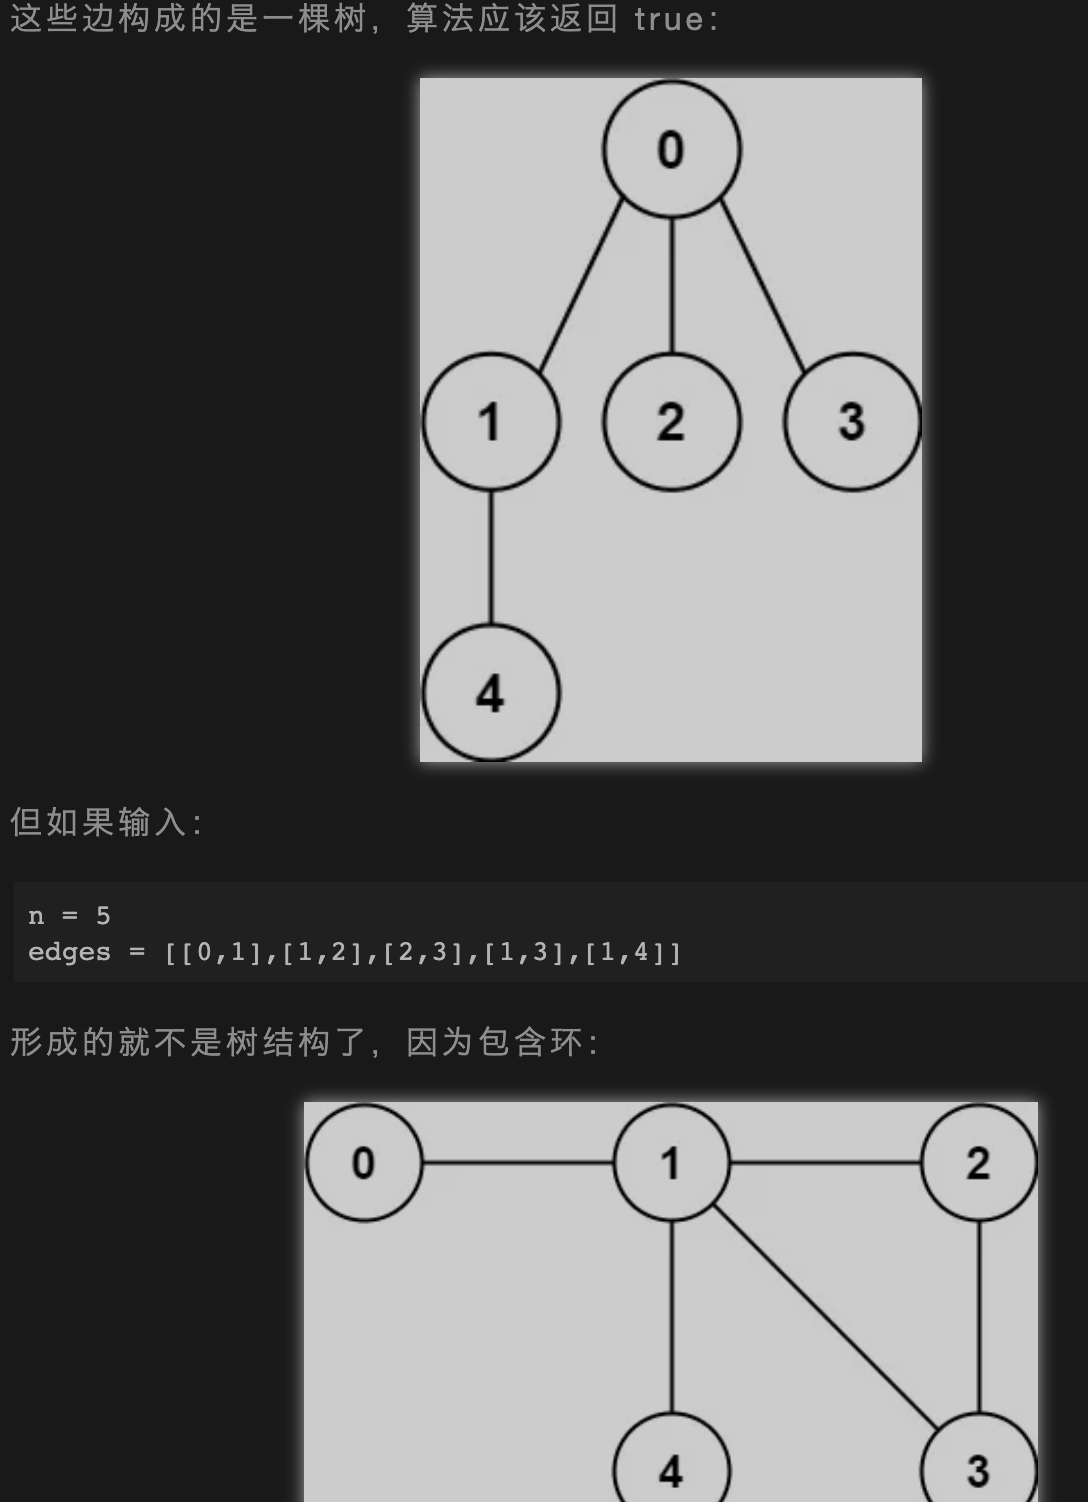 这些边构成的是一棵树，算法应该返回 true：
0
1 2 3
4
但如果输入：
n = 5
edges = [[0,1],[1,2],[2,3],[1,3],[1,4]]
形成的就不是树结构了，因为包含环：
0 1 2
4 3